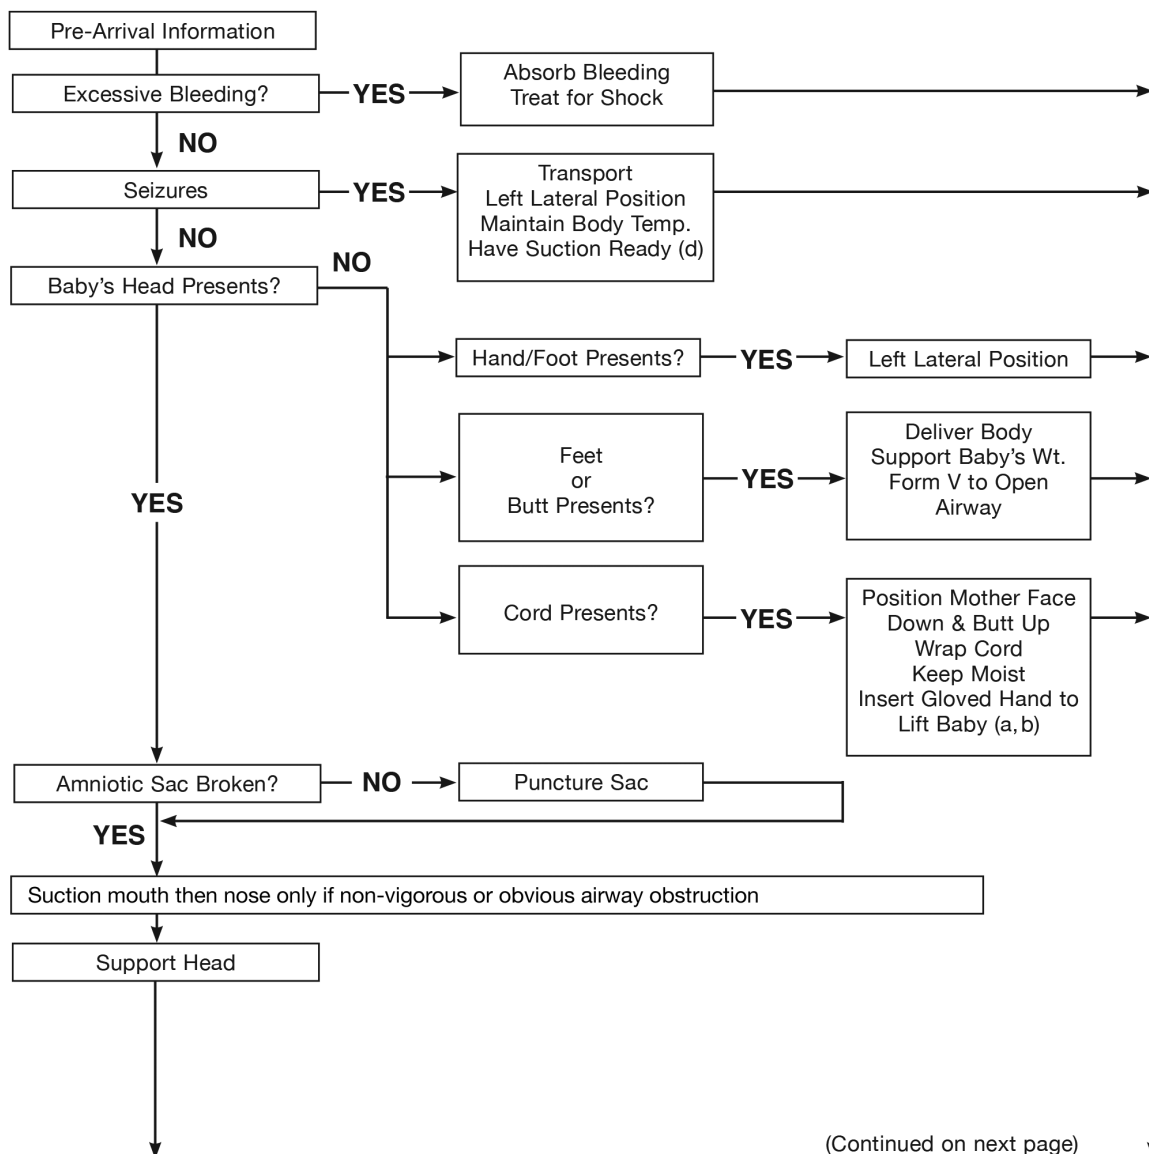 Pre-Arrival Information
Excessive Bleeding?
YES
Absorb Bleeding
Treat for Shock
NO
Seizures
YES
Transport
Left Lateral Position
Maintain Body Temp.
Have Suction Ready (d)
NO
Baby's Head Presents?
NO
Hand/Foot Presents?
YES
Left Lateral Position
Feet
or
Butt Presents?
YES
Deliver Body
Support Baby's Wt.
Form V to Open
Airway
Cord Presents?
YES
Position Mother Face
Down & Butt Up
Wrap Cord
Keep Moist
Insert Gloved Hand to
Lift Baby (a, b)
YES
Amniotic Sac Broken?
NO
Puncture Sac
YES
Suction mouth then nose only if non-vigorous or obvious airway obstruction
Support Head
(Continued on next page)